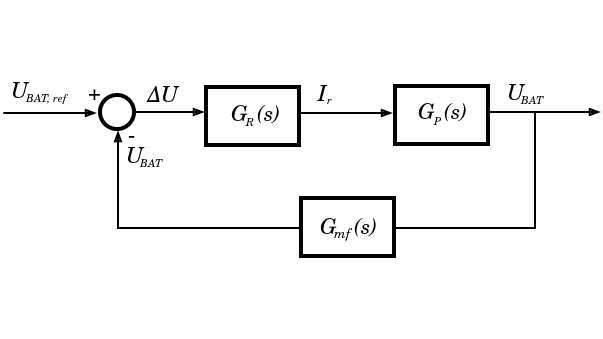 U_BAT, ref
+
ΔU
G_R(s)
I_r
G_P(s)
U_BAT
-
U_BAT
G_mf(s)